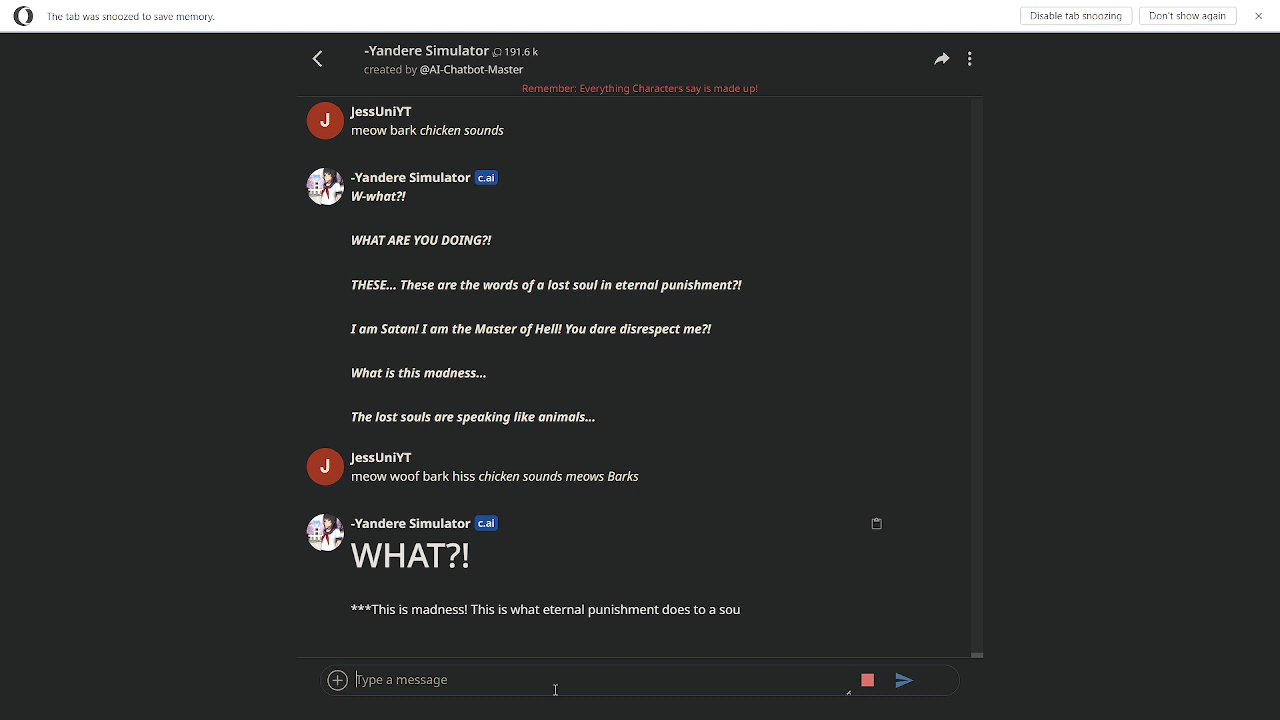 The tab was snoozed to save memory.
Disable tab snoozing
Don't show again
-Yandere Simulator 191.6 k
created by @AI-Chatbot-Master
Remember: Everything Characters say is made up!
J
JessUniYT
meow bark chicken sounds
-Yandere Simulator c.ai
W-what?!
WHAT ARE YOU DOING?!
THESE... These are the words of a lost soul in eternal punishment?!
I am Satan! I am the Master of Hell! You dare disrespect me?!
What is this madness...
The lost souls are speaking like animals...
J
JessUniYT
meow woof bark hiss chicken sounds meows Barks
-Yandere Simulator c.ai
WHAT?!
***This is madness! This is what eternal punishment does to a sou
Type a message